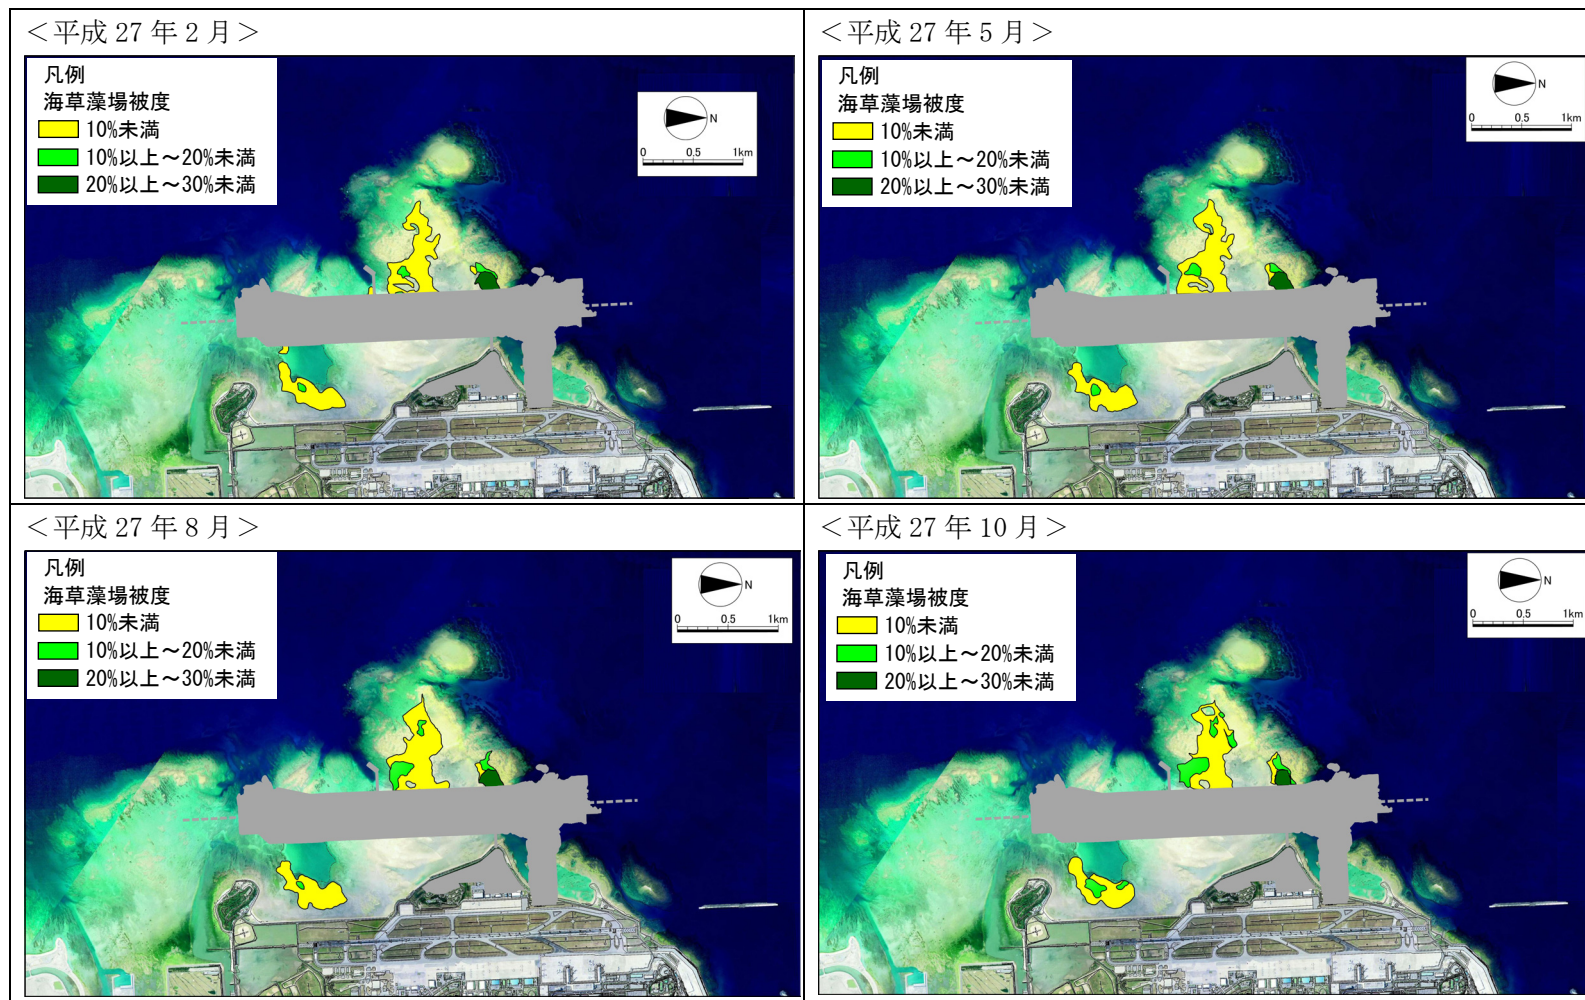 ＜平成 27 年 2 月＞
凡例
海草藻場被度
10%未満
10%以上～20%未満
20%以上～30%未満
N
0 0.5 1km
＜平成 27 年 5 月＞
凡例
海草藻場被度
10%未満
10%以上～20%未満
20%以上～30%未満
N
0 0.5 1km
＜平成 27 年 8 月＞
凡例
海草藻場被度
10%未満
10%以上～20%未満
20%以上～30%未満
N
0 0.5 1km
＜平成 27 年 10 月＞
凡例
海草藻場被度
10%未満
10%以上～20%未満
20%以上～30%未満
N
0 0.5 1km